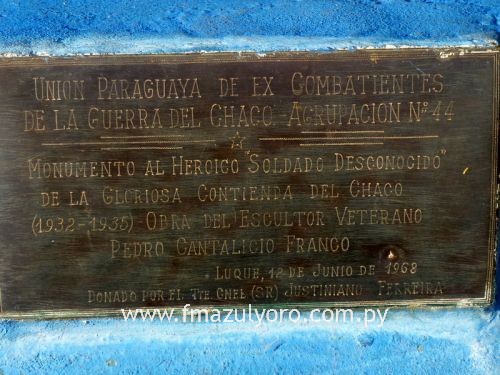 UNION PARAGUAYA DE EX COMBATIENTES
DE LA GUERRA DEL CHACO AGRUPACION N° 44
MONUMENTO AL HEROICO "SOLDADO DESCONOCIDO"
DE LA GLORIOSA CONTIENDA DEL CHACO
(1932-1935) OBRA DEL ESCULTOR VETERANO
PEDRO CANTALICIO FRANCO
LUQUE, 12 DE JUNIO DE 1968
DONADO POR EL TTE. CNEL (SR) JUSTINIANO FERREIRA
www.fmazulyoro.com.py